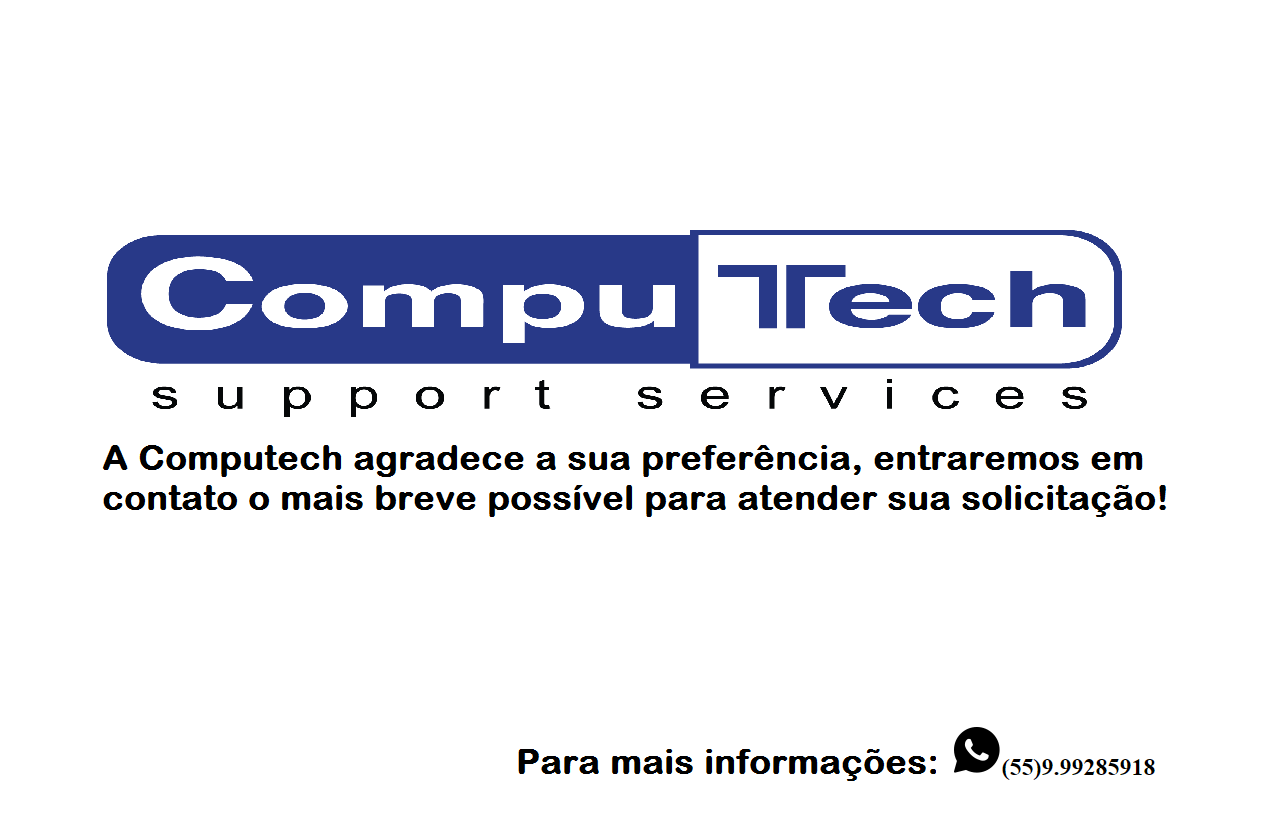 CompuTech
support services
A Computech agradece a sua preferência, entraremos em
contato o mais breve possível para atender sua solicitação!
Para mais informações: (55)9.99285918